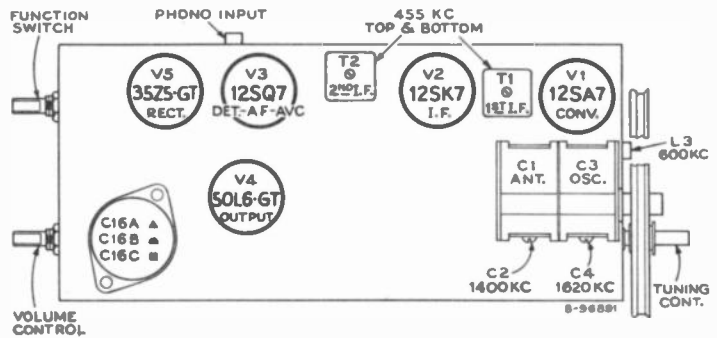 FUNCTION
SWITCH
PHONO INPUT
455 KC
TOP & BOTTOM
V5
35Z5-GT
RECT.
V3
12SQ7
DET.-AF-AVC
T2
2ND I.F.
V2
12SK7
I.F.
T1
1ST I.F.
V1
12SA7
CONV.
L3
600KC
C1
ANT.
C3
OSC.
V4
50L6-GT
OUTPUT
C16A
C16B
C16C
C2
1400KC
C4
1620KC
TUNING
CONT.
VOLUME
CONTROL